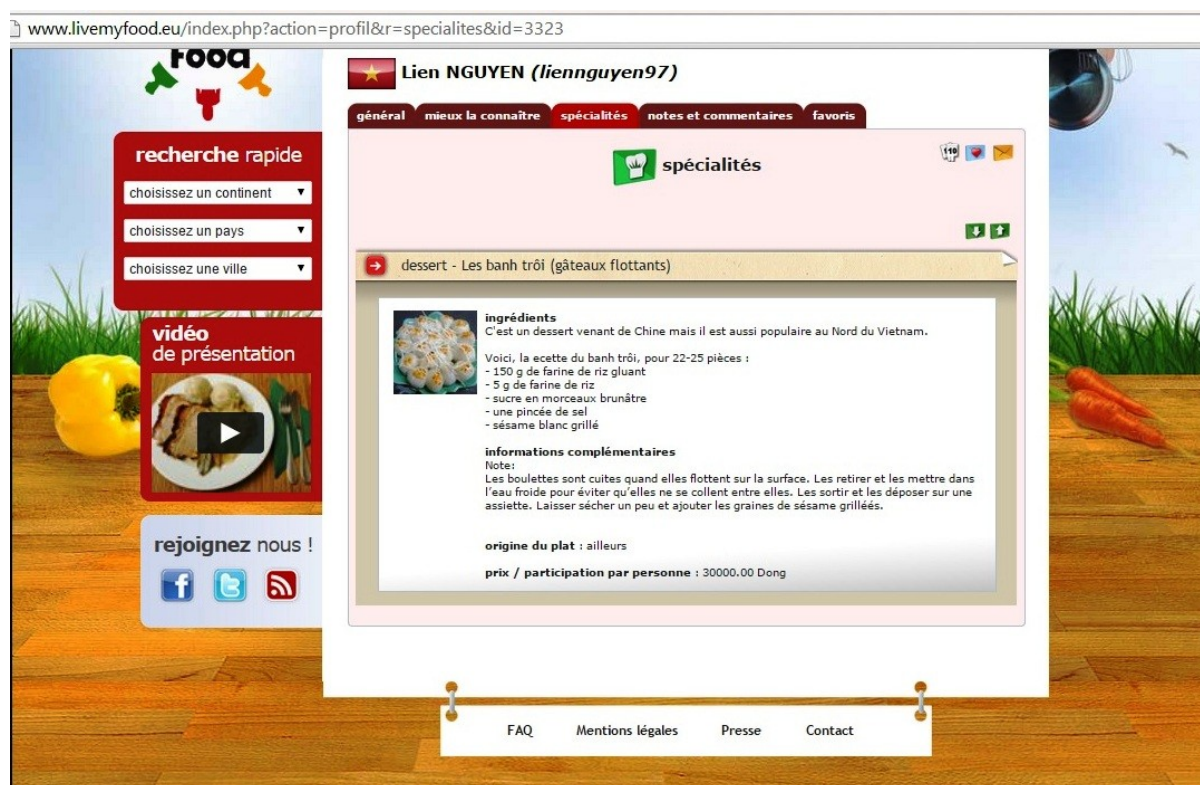 www.livemyfood.eu/index.php?action=profil&r=specialites&id=3323
Food
Lien NGUYEN (liennguyen97)
général mieux la connaître spécialités notes et commentaires favoris
recherche rapide
choisissez un continent
choisissez un pays
choisissez une ville
spécialités
110
dessert - Les banh trôi (gâteaux flottants)
ingrédients
C'est un dessert venant de Chine mais il est aussi populaire au Nord du Vietnam.
Voici, la ecette du banh trôi, pour 22-25 pièces :
- 150 g de farine de riz gluant
- 5 g de farine de riz
- sucre en morceaux brunâtre
- une pincée de sel
- sésame blanc grillé
informations complémentaires
Note:
Les boulettes sont cuites quand elles flottent sur la surface. Les retirer et les mettre dans
l'eau froide pour éviter qu'elles ne se collent entre elles. Les sortir et les déposer sur une
assiette. Laisser sécher un peu et ajouter les graines de sésame grilléés.
origine du plat : ailleurs
prix / participation par personne : 30000.00 Dong
vidéo
de présentation
rejoignez nous !
FAQ Mentions légales Presse Contact